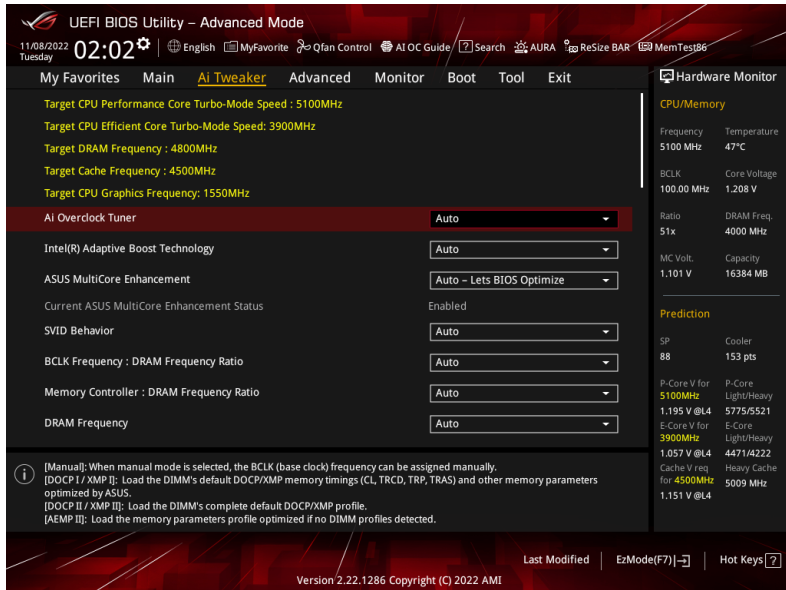 UEFI BIOS Utility – Advanced Mode
11/08/2022 Tuesday 02:02 English MyFavorite Qfan Control AI OC Guide ? Search AURA ReSize BAR MemTest86
My Favorites Main Ai Tweaker Advanced Monitor Boot Tool Exit
Target CPU Performance Core Turbo-Mode Speed : 5100MHz
Target CPU Efficient Core Turbo-Mode Speed: 3900MHz
Target DRAM Frequency : 4800MHz
Target Cache Frequency : 4500MHz
Target CPU Graphics Frequency: 1550MHz
Ai Overclock Tuner Auto
Intel(R) Adaptive Boost Technology Auto
ASUS MultiCore Enhancement Auto – Lets BIOS Optimize
Current ASUS MultiCore Enhancement Status Enabled
SVID Behavior Auto
BCLK Frequency : DRAM Frequency Ratio Auto
Memory Controller : DRAM Frequency Ratio Auto
DRAM Frequency Auto
[Manual]: When manual mode is selected, the BCLK (base clock) frequency can be assigned manually.
[DOCP I / XMP I]: Load the DIMM's default DOCP/XMP memory timings (CL, TRCD, TRP, TRAS) and other memory parameters
optimized by ASUS.
[DOCP II / XMP II]: Load the DIMM's complete default DOCP/XMP profile.
[AEMP II]: Load the memory parameters profile optimized if no DIMM profiles detected.
Hardware Monitor
CPU/Memory
Frequency Temperature
5100 MHz 47°C
BCLK Core Voltage
100.00 MHz 1.208 V
Ratio DRAM Freq.
51x 4000 MHz
MC Volt. Capacity
1.101 V 16384 MB
Prediction
SP Cooler
88 153 pts
P-Core V for P-Core
5100MHz Light/Heavy
1.195 V @L4 5775/5521
E-Core V for E-Core
3900MHz Light/Heavy
1.057 V @L4 4471/4222
Cache V req Heavy Cache
for 4500MHz 5009 MHz
1.151 V @L4
Last Modified EzMode(F7) Hot Keys ?
Version 2.22.1286 Copyright (C) 2022 AMI